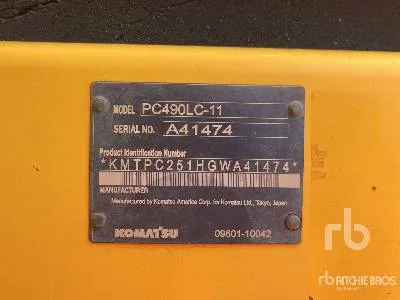 MODEL PC490LC-11
SERIAL NO. A41474
Product Identification Number
*KMTPC251HGWA41474*
MANUFACTURER
Manufactured by Komatsu America Corp. for Komatsu Ltd., Tokyo, Japan
KOMATSU 09601-10042
rb
RITCHIE BROS